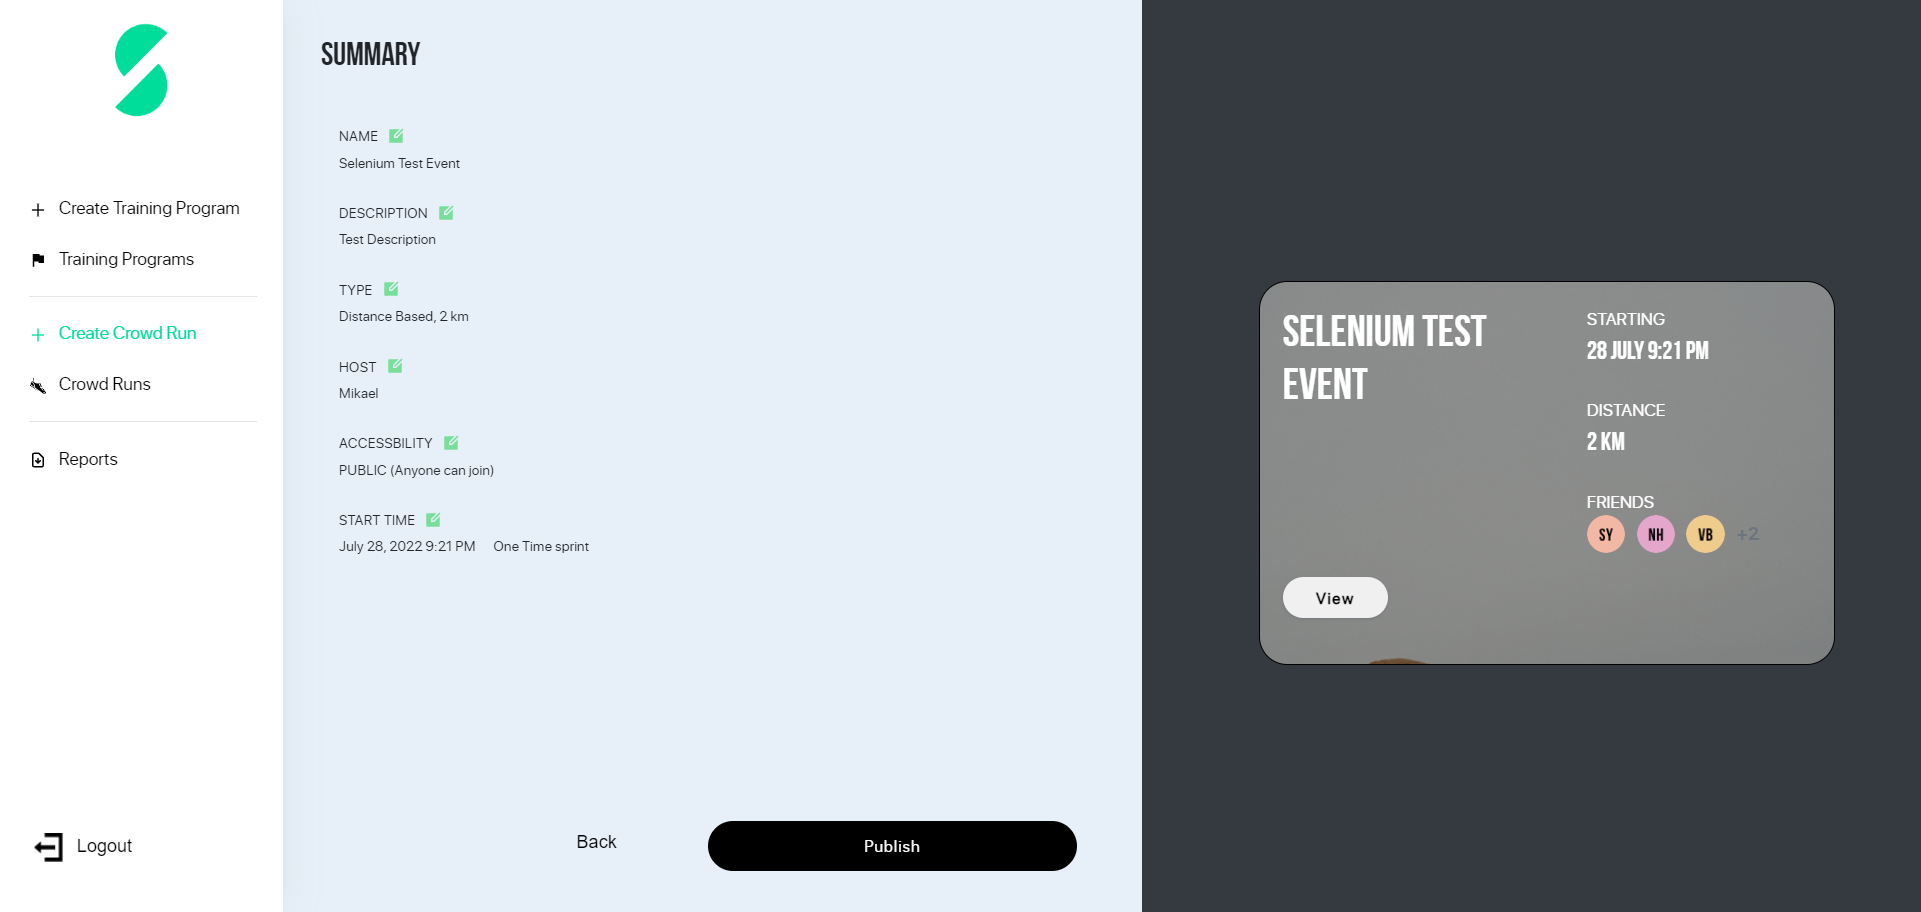 Create Training Program
Training Programs
Create Crowd Run
Crowd Runs
Reports
Logout
SUMMARY
NAME
Selenium Test Event
DESCRIPTION
Test Description
TYPE
Distance Based, 2 km
HOST
Mikael
ACCESSBILITY
PUBLIC (Anyone can join)
START TIME
July 28, 2022 9:21 PM One Time sprint
Back
Publish
SELENIUM TEST
EVENT
View
STARTING
28 JULY 9:21 PM
DISTANCE
2 KM
FRIENDS
SY NH VB +2